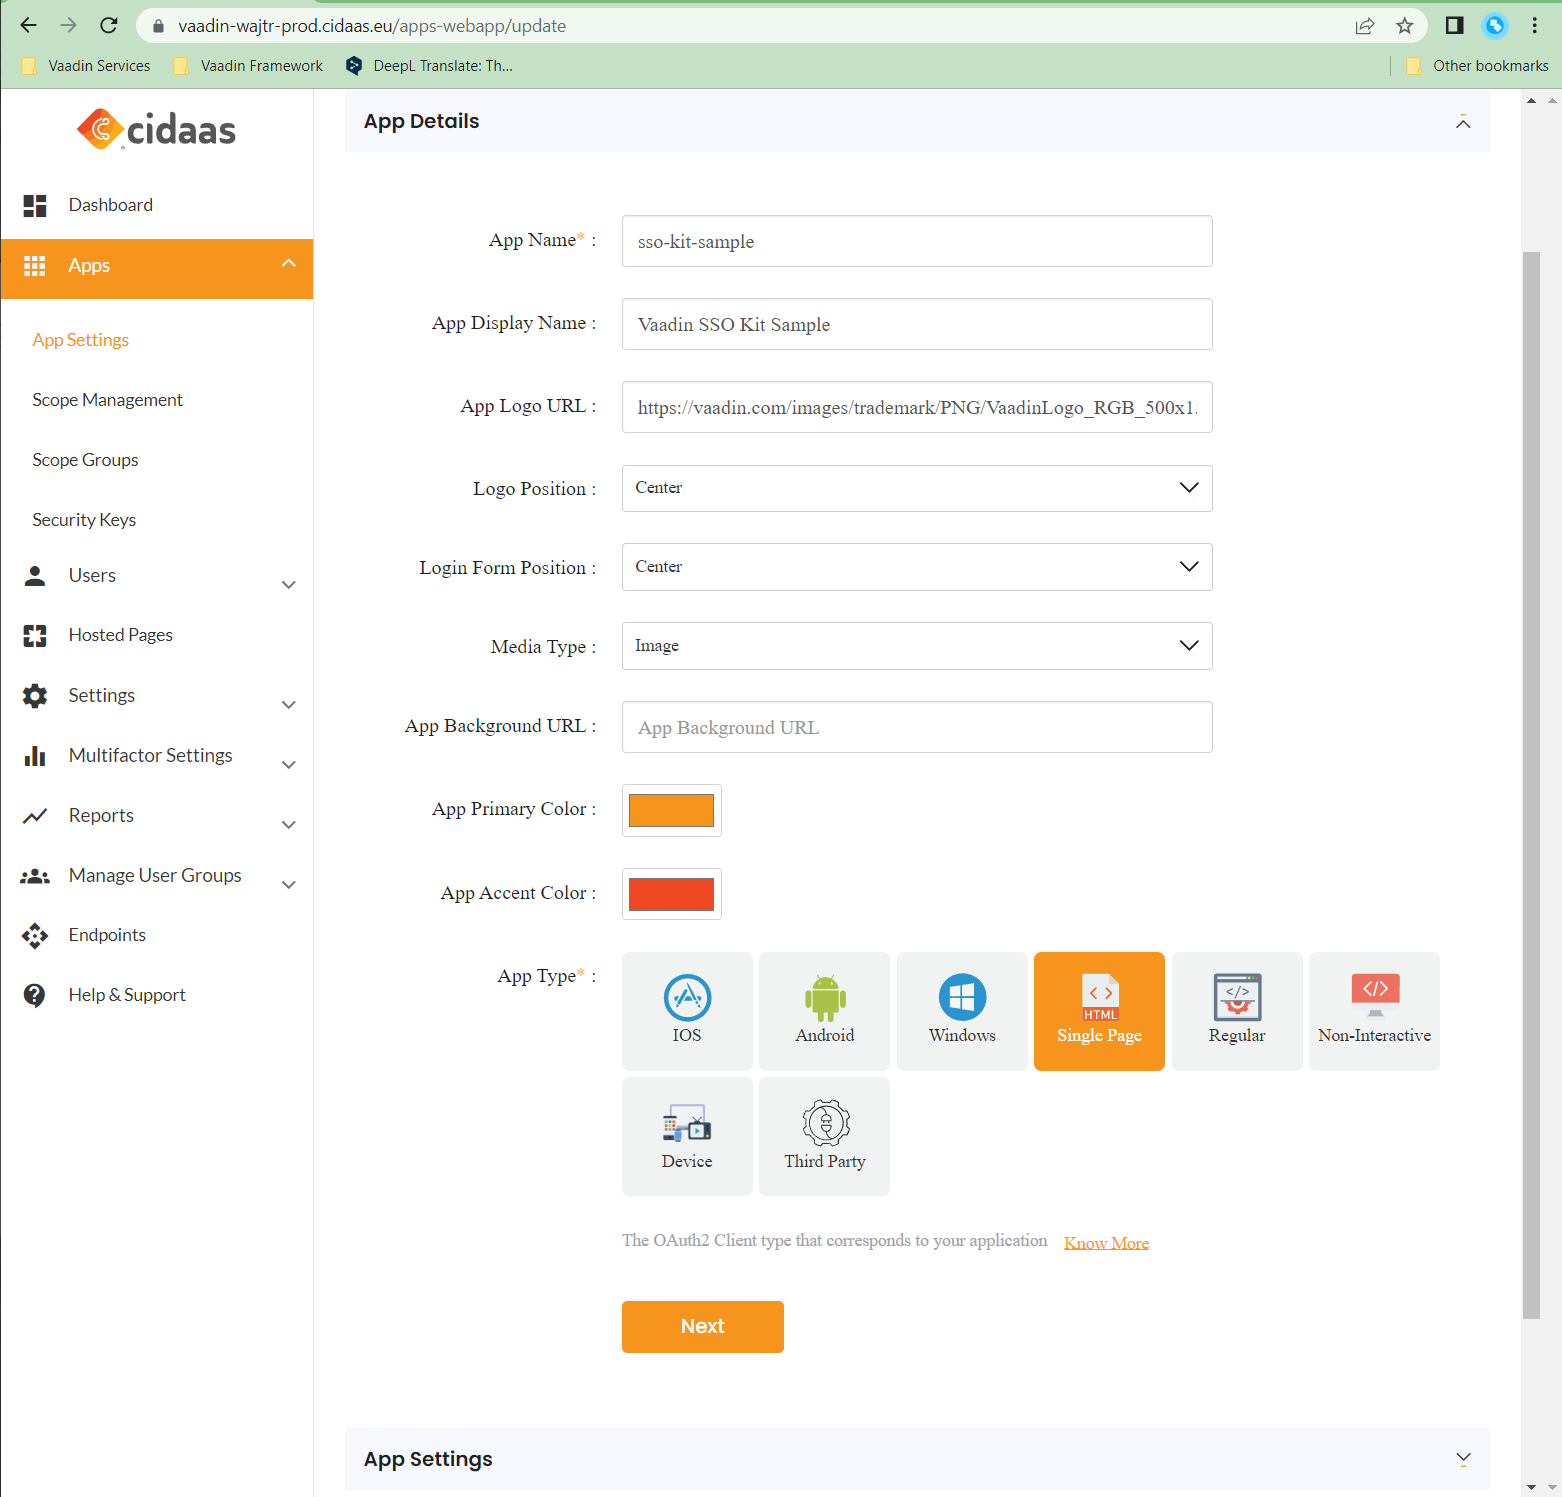 vaadin-wajtr-prod.cidaas.eu/apps-webapp/update
Vaadin Services
Vaadin Framework
DeepL Translate: Th...
Other bookmarks
cidaas
Dashboard
Apps
App Settings
Scope Management
Scope Groups
Security Keys
Users
Hosted Pages
Settings
Multifactor Settings
Reports
Manage User Groups
Endpoints
Help & Support
App Details
App Name* :
sso-kit-sample
App Display Name :
Vaadin SSO Kit Sample
App Logo URL :
https://vaadin.com/images/trademark/PNG/VaadinLogo_RGB_500x1.
Logo Position :
Center
Login Form Position :
Center
Media Type :
Image
App Background URL :
App Background URL
App Primary Color :
App Accent Color :
App Type* :
IOS
Android
Windows
HTML
Single Page
Regular
Non-Interactive
Device
Third Party
The OAuth2 Client type that corresponds to your application Know More
Next
App Settings